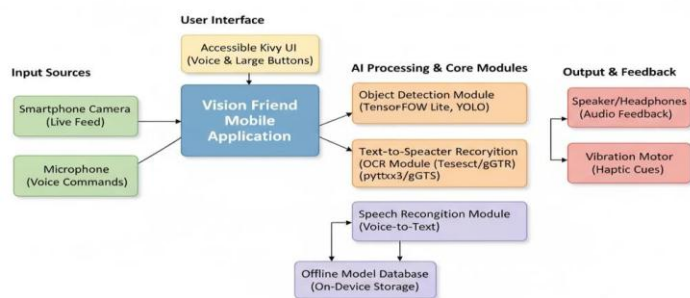 User Interface
Accessible Kivy UI
(Voice & Large Buttons)
Input Sources
Smartphone Camera
(Live Feed)
Microphone
(Voice Commands)
Vision Friend
Mobile
Application
AI Processing & Core Modules
Object Detection Module
(TensorFOW Lite, YOLO)
Text-to-Speacter Recoryition
(OCR Module (Tesesct/gGTR)
(pyttxx3/gGTS)
Speech Recongition Module
(Voice-to-Text)
Offline Model Database
(On-Device Storage)
Output & Feedback
Speaker/Headphones
(Audio Feedback)
Vibration Motor
(Haptic Cues)